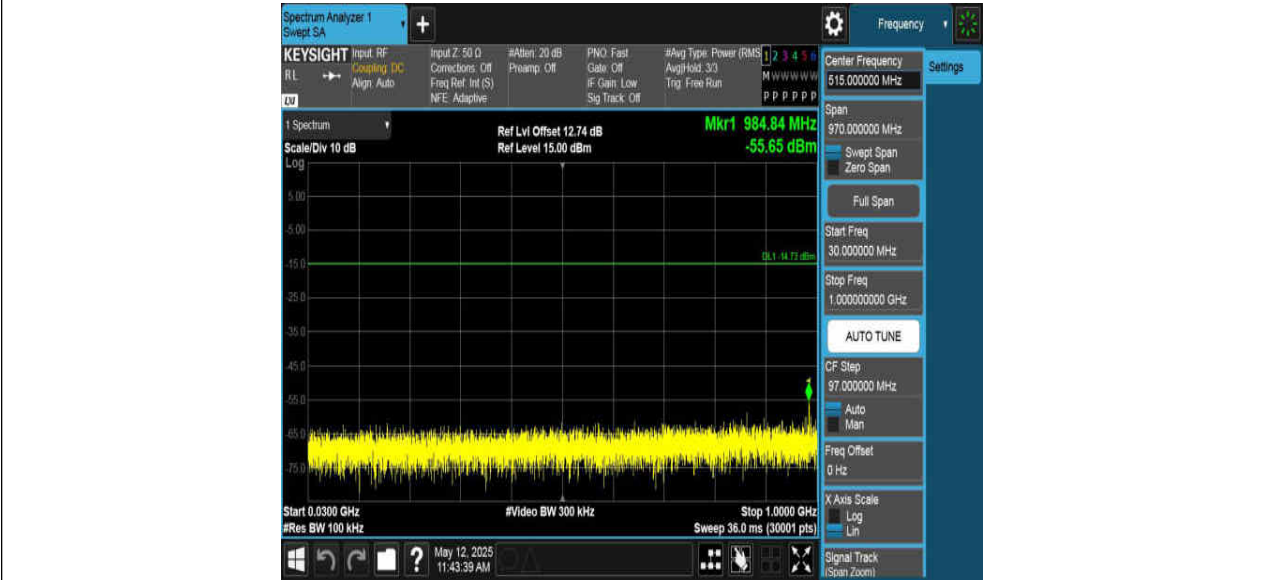 Spectrum Analyzer 1
Swept SA
Frequency
KEYSIGHT
RL
Input: RF
Coupling: DC
Align: Auto
Input Z: 50 Ω
Corrections: Off
Freq Ref: Int (S)
NFE: Adaptive
#Atten: 20 dB
Preamp: Off
PNO: Fast
Gate: Off
IF Gain: Low
Sig Track: Off
#Avg Type: Power (RMS
Avg|Hold: 3/3
Trig: Free Run
1 2 3 4 5 6
M W W W W W
P P P P P P
Center Frequency
515.000000 MHz
Settings
Span
970.000000 MHz
Swept Span
Zero Span
Full Span
Start Freq
30.000000 MHz
Stop Freq
1.000000000 GHz
AUTO TUNE
CF Step
97.000000 MHz
Auto
Man
Freq Offset
0 Hz
X Axis Scale
Log
Lin
Signal Track
(Span Zoom)
1 Spectrum
Scale/Div 10 dB
Log
Ref Lvl Offset 12.74 dB
Ref Level 15.00 dBm
Mkr1 984.84 MHz
-55.65 dBm
5.00
-5.00
DL1 -14.73 dBm
-15.0
-25.0
-35.0
-45.0
-55.0
-65.0
-75.0
Start 0.0300 GHz
#Res BW 100 kHz
#Video BW 300 kHz
Stop 1.0000 GHz
Sweep 36.0 ms (30001 pts)
?
May 12, 2025
11:43:39 AM